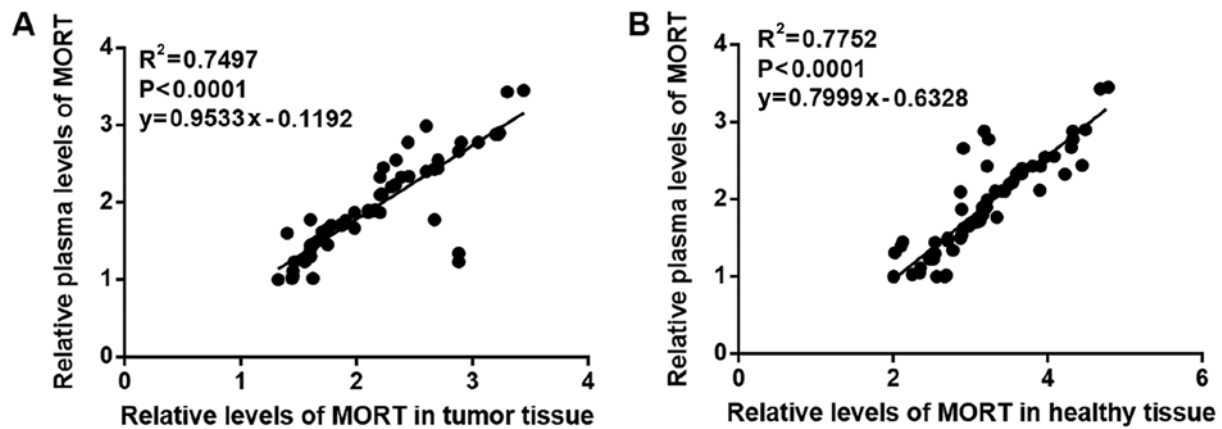 A
R²=0.7497
P<0.0001
y=0.9533x-0.1192
Relative plasma levels of MORT
4
3
2
1
0
0 1 2 3 4
Relative levels of MORT in tumor tissue
B
R²=0.7752
P<0.0001
y=0.7999x-0.6328
Relative plasma levels of MORT
4
3
2
1
0
0 2 4 6
Relative levels of MORT in healthy tissue